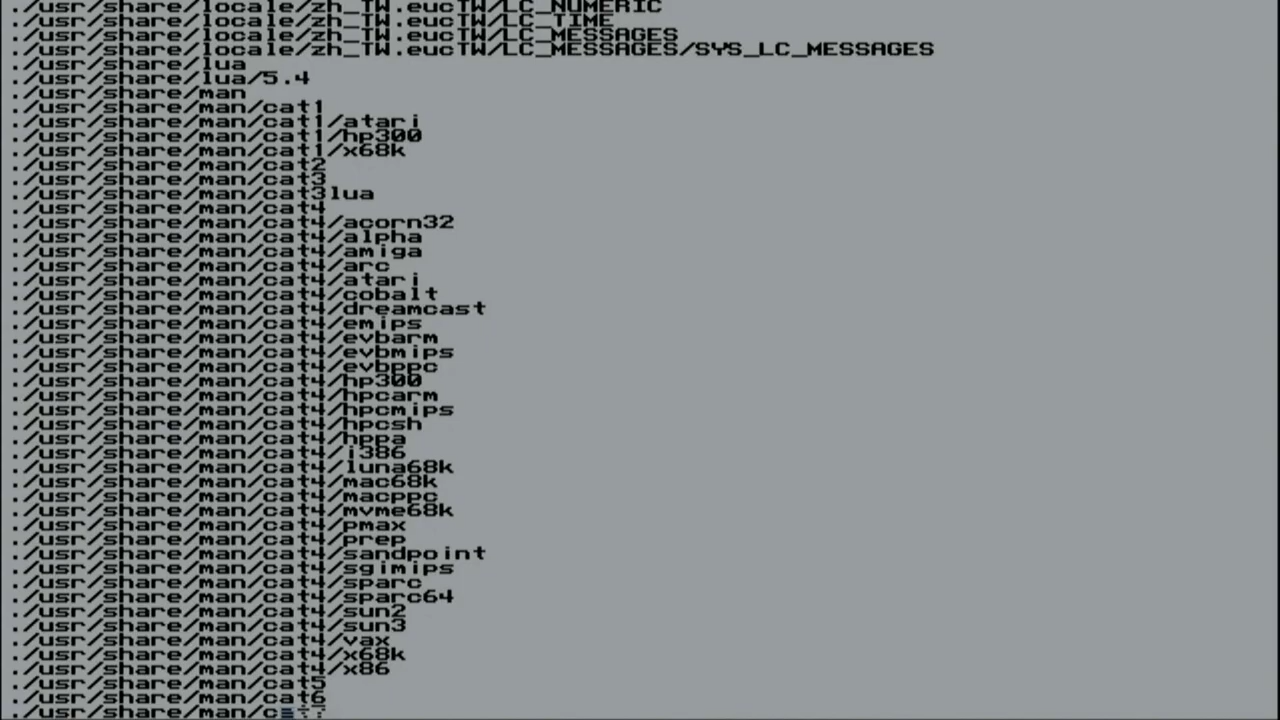 ./usr/share/locale/zh_TW.eucTW/LC_NUMERIC
./usr/share/locale/zh_TW.eucTW/LC_TIME
./usr/share/locale/zh_TW.eucTW/LC_MESSAGES
./usr/share/locale/zh_TW.eucTW/LC_MESSAGES/SYS_LC_MESSAGES
./usr/share/lua
./usr/share/lua/5.4
./usr/share/man
./usr/share/man/cat1
./usr/share/man/cat1/atari
./usr/share/man/cat1/hp300
./usr/share/man/cat1/x68k
./usr/share/man/cat2
./usr/share/man/cat3
./usr/share/man/cat3lua
./usr/share/man/cat4
./usr/share/man/cat4/acorn32
./usr/share/man/cat4/alpha
./usr/share/man/cat4/amiga
./usr/share/man/cat4/arc
./usr/share/man/cat4/atari
./usr/share/man/cat4/cobalt
./usr/share/man/cat4/dreamcast
./usr/share/man/cat4/emips
./usr/share/man/cat4/evbarm
./usr/share/man/cat4/evbmips
./usr/share/man/cat4/evbppc
./usr/share/man/cat4/hp300
./usr/share/man/cat4/hpcarm
./usr/share/man/cat4/hpcmips
./usr/share/man/cat4/hpcsh
./usr/share/man/cat4/hppa
./usr/share/man/cat4/i386
./usr/share/man/cat4/luna68k
./usr/share/man/cat4/mac68k
./usr/share/man/cat4/macppc
./usr/share/man/cat4/mvme68k
./usr/share/man/cat4/pmax
./usr/share/man/cat4/prep
./usr/share/man/cat4/sandpoint
./usr/share/man/cat4/sgimips
./usr/share/man/cat4/sparc
./usr/share/man/cat4/sparc64
./usr/share/man/cat4/sun2
./usr/share/man/cat4/sun3
./usr/share/man/cat4/vax
./usr/share/man/cat4/x68k
./usr/share/man/cat4/x86
./usr/share/man/cat5
./usr/share/man/cat6
./usr/share/man/